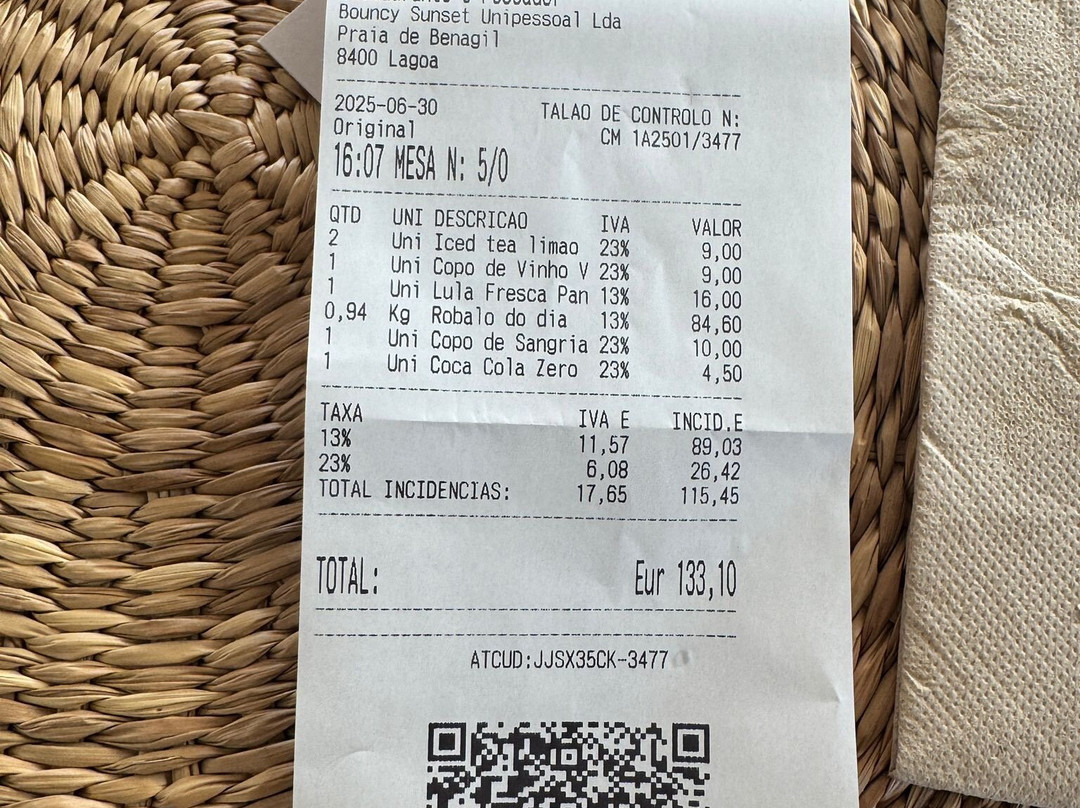 Bouncy Sunset Unipessoal Lda
Praia de Benagil
8400 Lagoa
2025-06-30 TALAO DE CONTROLO N:
Original CM 1A2501/3477
16:07 MESA N: 5/0
QTD UNI DESCRICAO IVA VALOR
2 Uni Iced tea limao 23% 9,00
1 Uni Copo de Vinho V 23% 9,00
1 Uni Lula Fresca Pan 13% 16,00
0,94 Kg Robalo do dia 13% 84,60
1 Uni Copo de Sangria 23% 10,00
1 Uni Coca Cola Zero 23% 4,50
TAXA IVA E INCID.E
13% 11,57 89,03
23% 6,08 26,42
TOTAL INCIDENCIAS: 17,65 115,45
TOTAL: Eur 133,10
ATCUD:JJSX35CK-3477